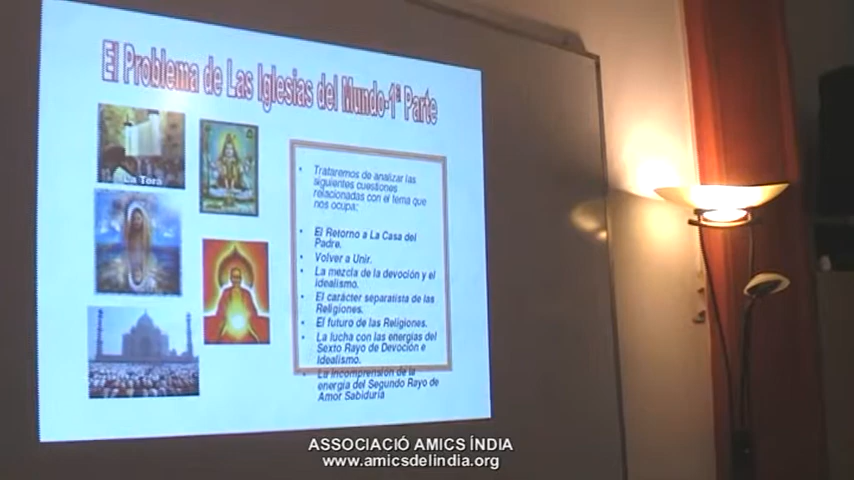 El Problema de Las Iglesias del Mundo-1ª Parte
La Tora
• Trataremos de analizar las
siguientes cuestiones
relacionadas con el tema que
nos ocupa:
• El Retorno a La Casa del
Padre.
• Volver a Unir.
• La mezcla de la devoción y el
idealismo.
• El carácter separatista de las
Religiones.
• El futuro de las Religiones.
• La lucha con las energías del
Sexto Rayo de Devoción e
Idealismo.
• La incomprensión de la
energía del Segundo Rayo de
Amor Sabiduría
ASSOCIACIÓ AMICS ÍNDIA
www.amicsdelindia.org